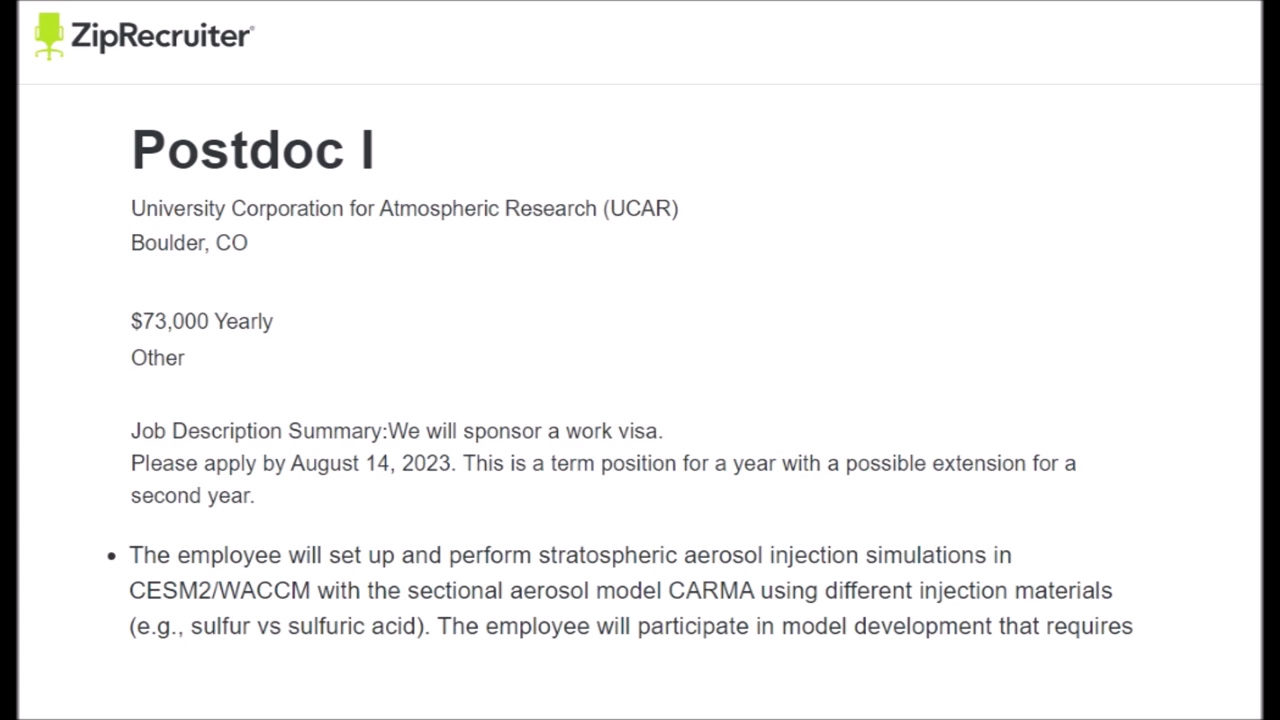 ZipRecruiter
Postdoc I
University Corporation for Atmospheric Research (UCAR)
Boulder, CO
$73,000 Yearly
Other
Job Description Summary:We will sponsor a work visa.
Please apply by August 14, 2023. This is a term position for a year with a possible extension for a
second year.
• The employee will set up and perform stratospheric aerosol injection simulations in
CESM2/WACCM with the sectional aerosol model CARMA using different injection materials
(e.g., sulfur vs sulfuric acid). The employee will participate in model development that requires